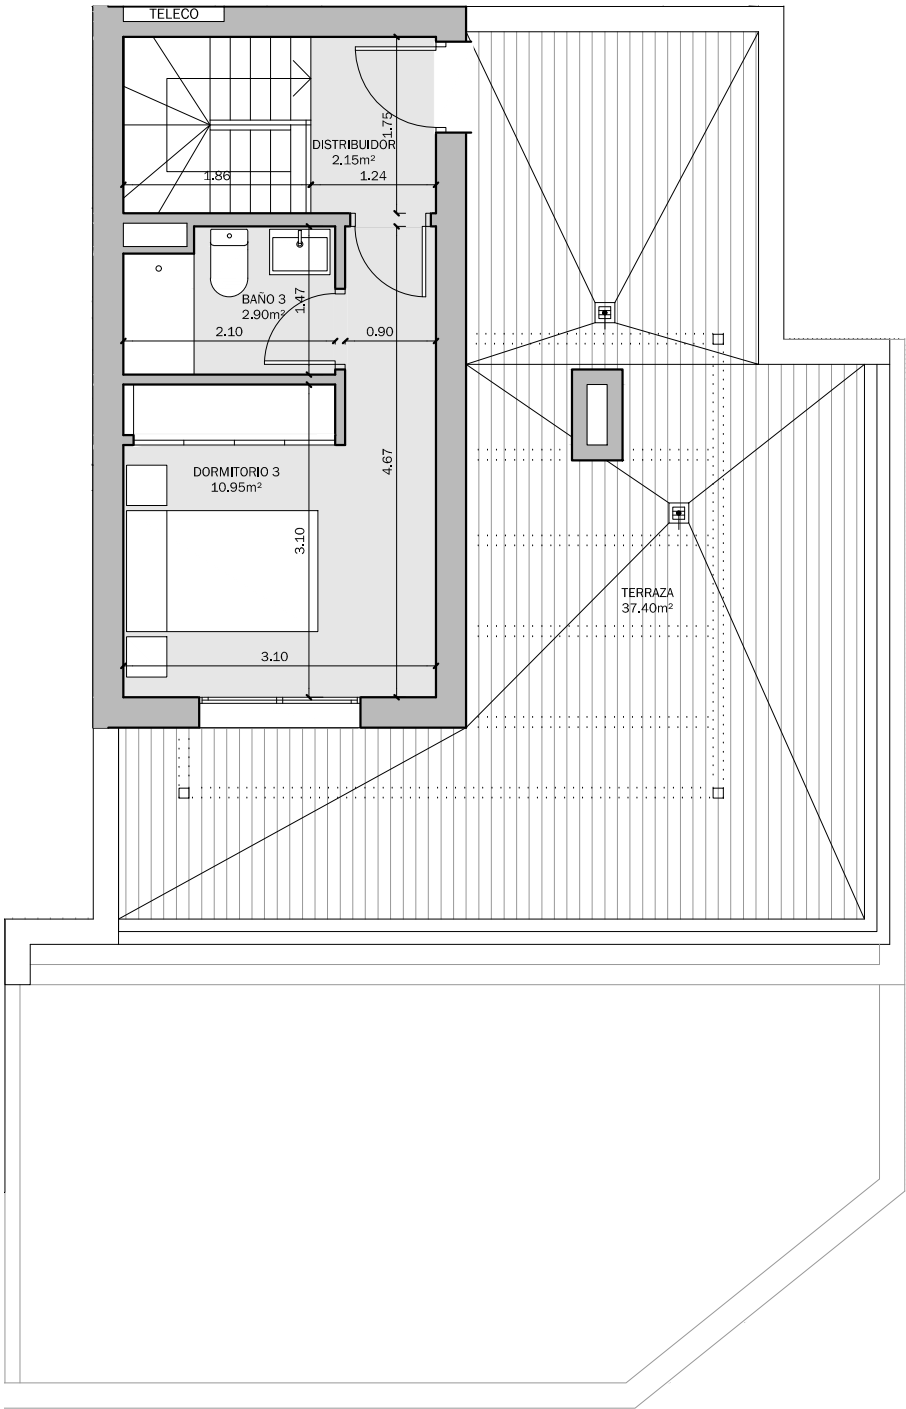 TELECO
1.75
DISTRIBUIDOR
2.15m²
1.86
1.24
BAÑO 3
2.90m²
1.47
2.10
0.90
4.67
DORMITORIO 3
10.95m²
3.10
TERRAZA
37.40m²
3.10